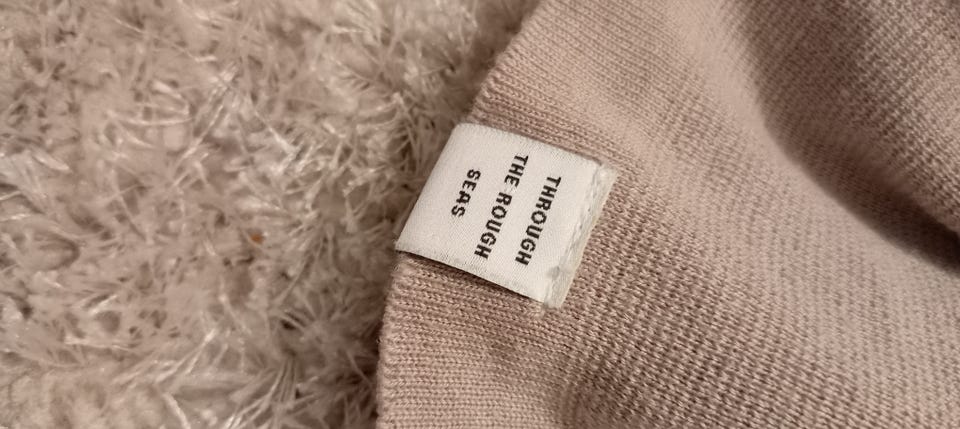 THROUGH
THE ROUGH
SEAS